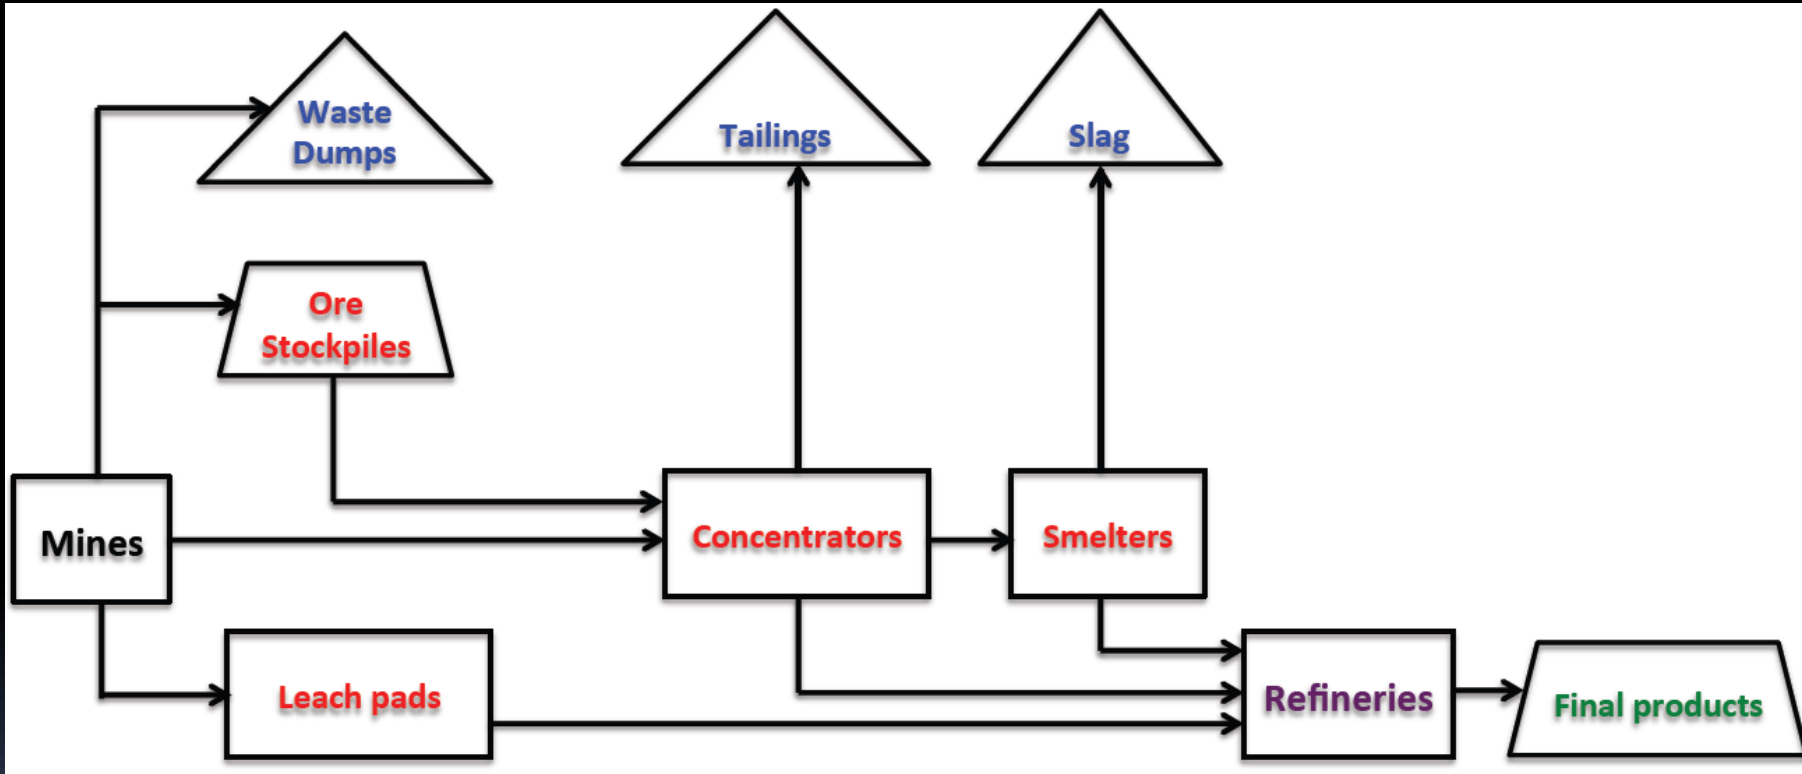 Waste
Dumps
Tailings
Slag
Ore
Stockpiles
Mines
Concentrators
Smelters
Leach pads
Refineries
Final products